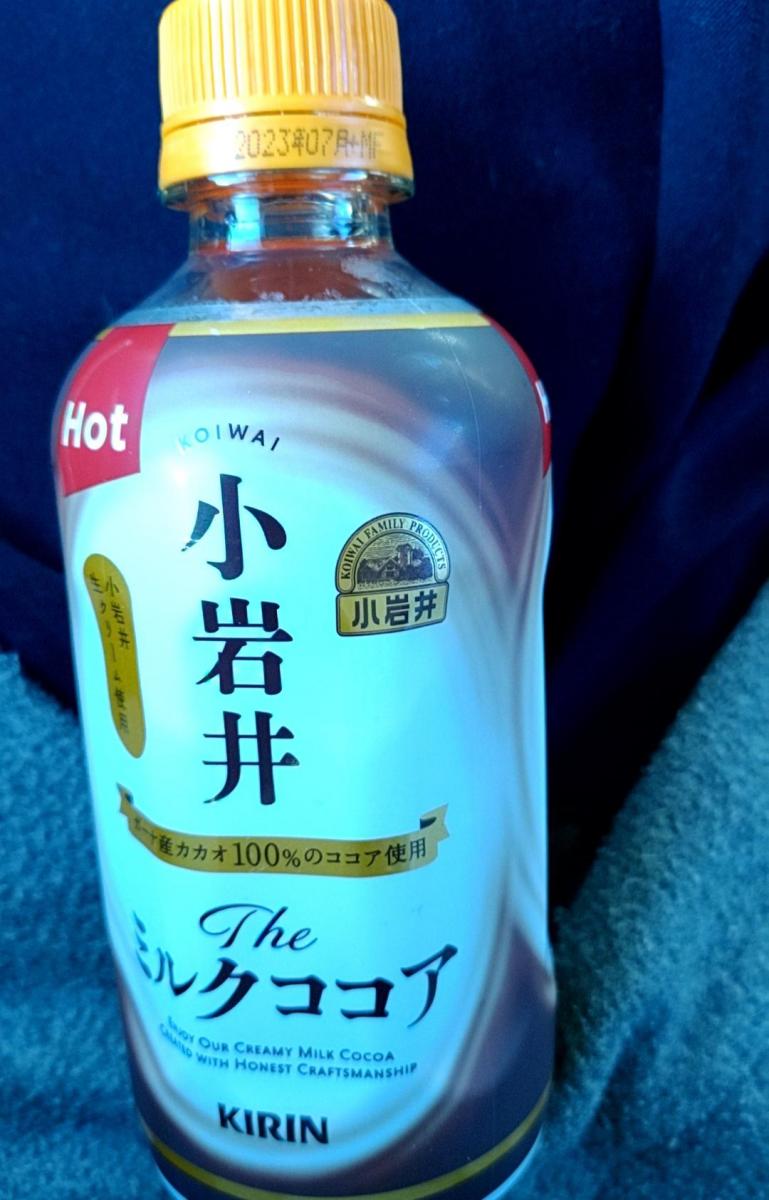 2023年07月+MF
Hot
KOIWAI
小岩井
KOIWAI FAMILY PRODUCTS
小岩井
小岩井
生クリーム使用
ガーナ産カカオ100%のココア使用
The
ミルクココア
ENJOY OUR CREAMY MILK COCOA
CREATED WITH HONEST CRAFTSMANSHIP
KIRIN